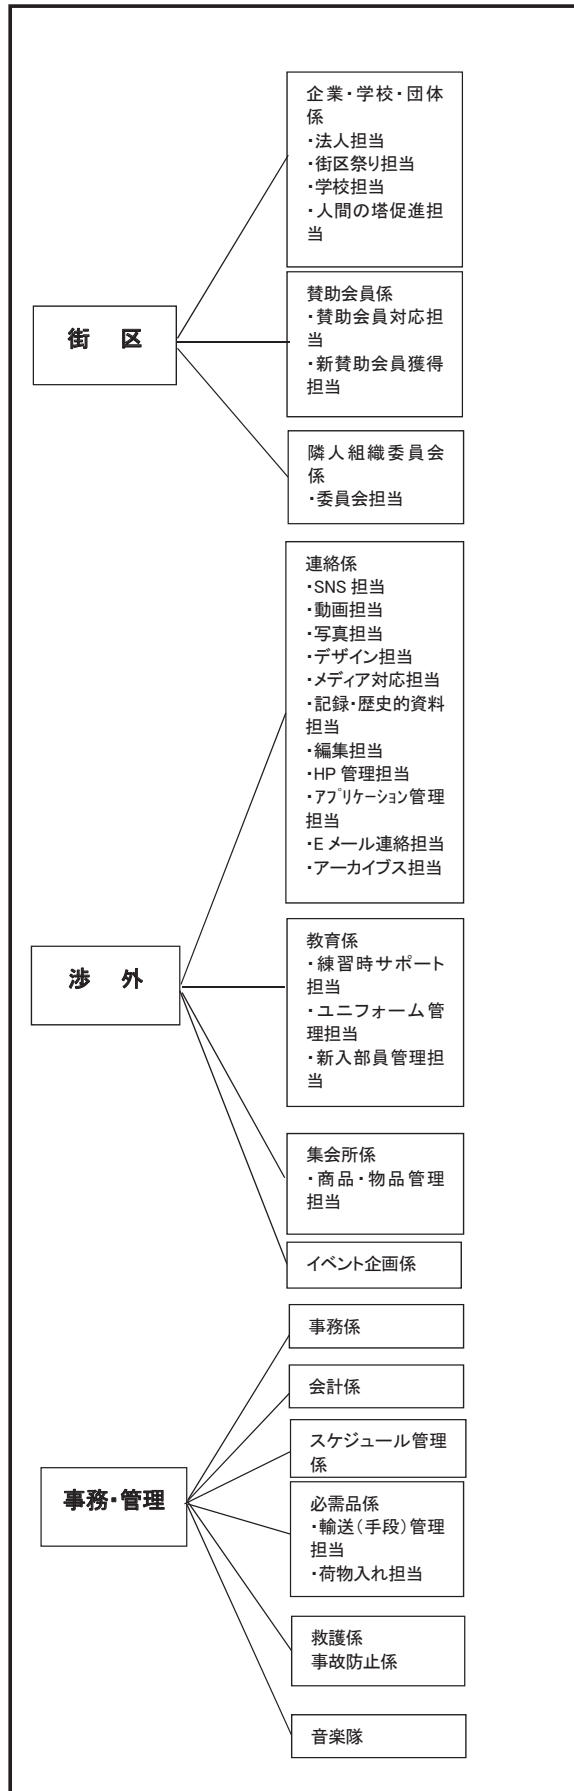 企業・学校・団体
係
・法人担当
・街区祭り担当
・学校担当
・人間の塔促進担
当
街　区
賛助会員係
・賛助会員対応担
当
・新賛助会員獲得
担当
隣人組織委員会
係
・委員会担当
連絡係
・SNS 担当
・動画担当
・写真担当
・デザイン担当
・メディア対応担当
・記録・歴史的資料
担当
・編集担当
・HP 管理担当
・アプリケーション管理
担当
・E メール連絡担当
・アーカイブス担当
渉　外
教育係
・練習時サポート
担当
・ユニフォーム管
理担当
・新入部員管理担
当
集会所係
・商品・物品管理
担当
イベント企画係
事務係
会計係
スケジュール管理
係
事務・管理
必需品係
・輸送（手段）管理
担当
・荷物入れ担当
救護係
事故防止係
音楽隊